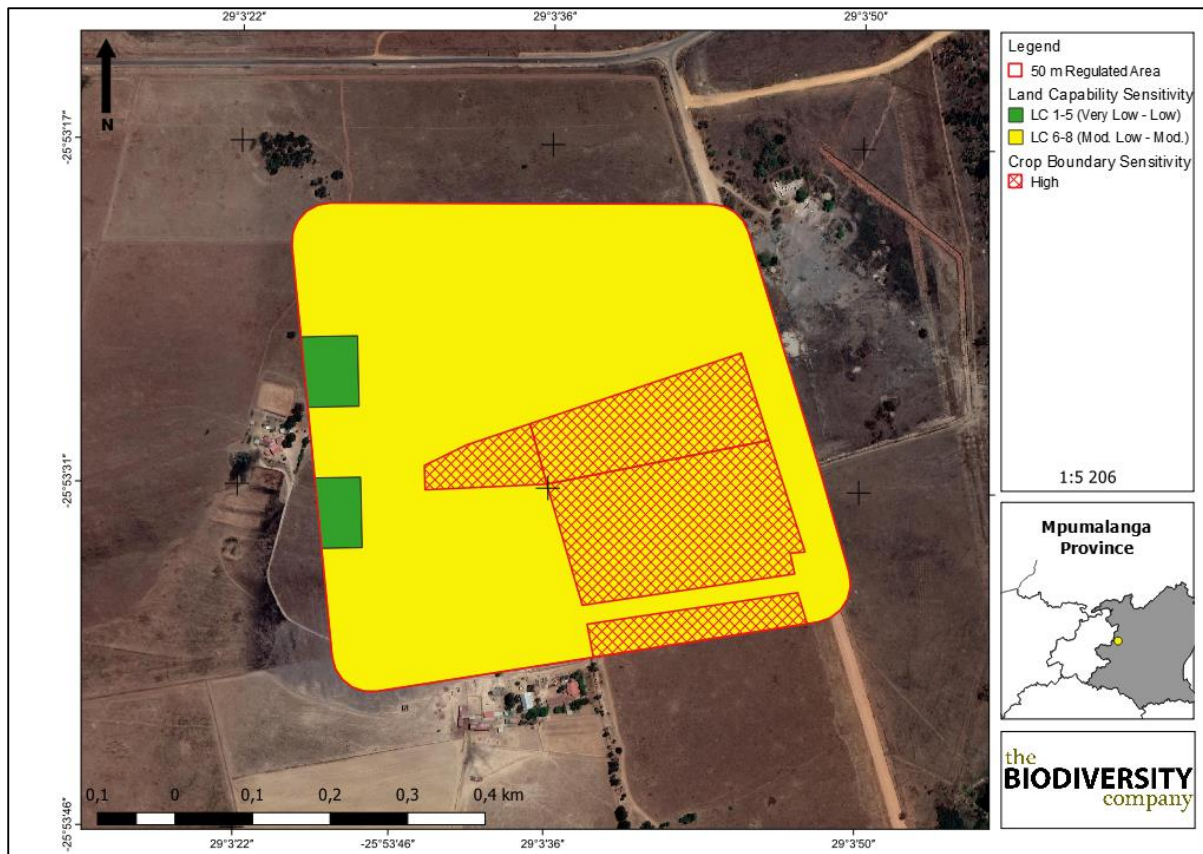 29°3'22" 29°3'36" 29°3'50"
N
-25°53'17"
-25°53'31"
-25°53'46"
0,1 0 0,1 0,2 0,3 0,4 km
29°3'22" -25°53'46" 29°3'36" 29°3'50"
Legend
50 m Regulated Area
Land Capability Sensitivity
LC 1-5 (Very Low - Low)
LC 6-8 (Mod. Low - Mod.)
Crop Boundary Sensitivity
High
1:5 206
Mpumalanga
Province
the
BIODIVERSITY
company